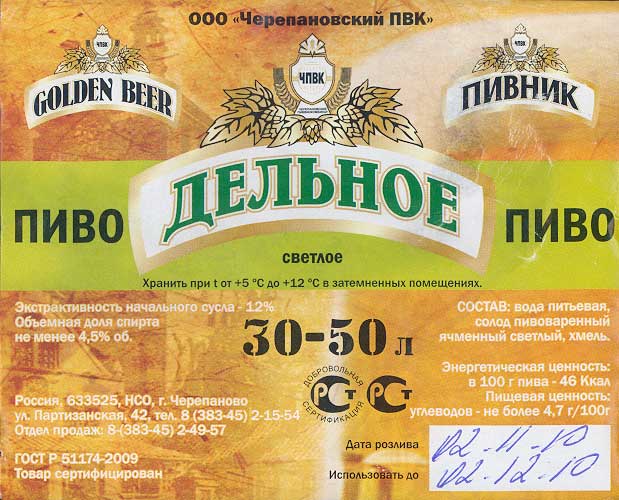 ООО «Черепановский ПВК»
ЧПВК
GOLDEN BEER
ПИВНИК
ДЕЛЬНОЕ
ПИВО
ПИВО
светлое
Хранить при t от +5 °С до +12 °С в затемненных помещениях.
Экстрактивность начального сусла - 12%
Объемная доля спирта
не менее 4,5% об.
30-50 л
СОСТАВ: вода питьевая,
солод пивоваренный
ячменный светлый, хмель.
Энергетическая ценность:
в 100 г пива - 46 Ккал
Пищевая ценность:
углеводов - не более 4,7 г/100г
ДОБРОВОЛЬНАЯ
СЕРТИФИКАЦИЯ
Россия, 633525, НСО, г. Черепаново
ул. Партизанская, 42, тел. 8 (383-45) 2-15-54
Отдел продаж: 8-(383-45) 2-49-57
ГОСТ Р 51174-2009
Товар сертифицирован
Дата розлива 02-11-10
Использовать до 02-12-10